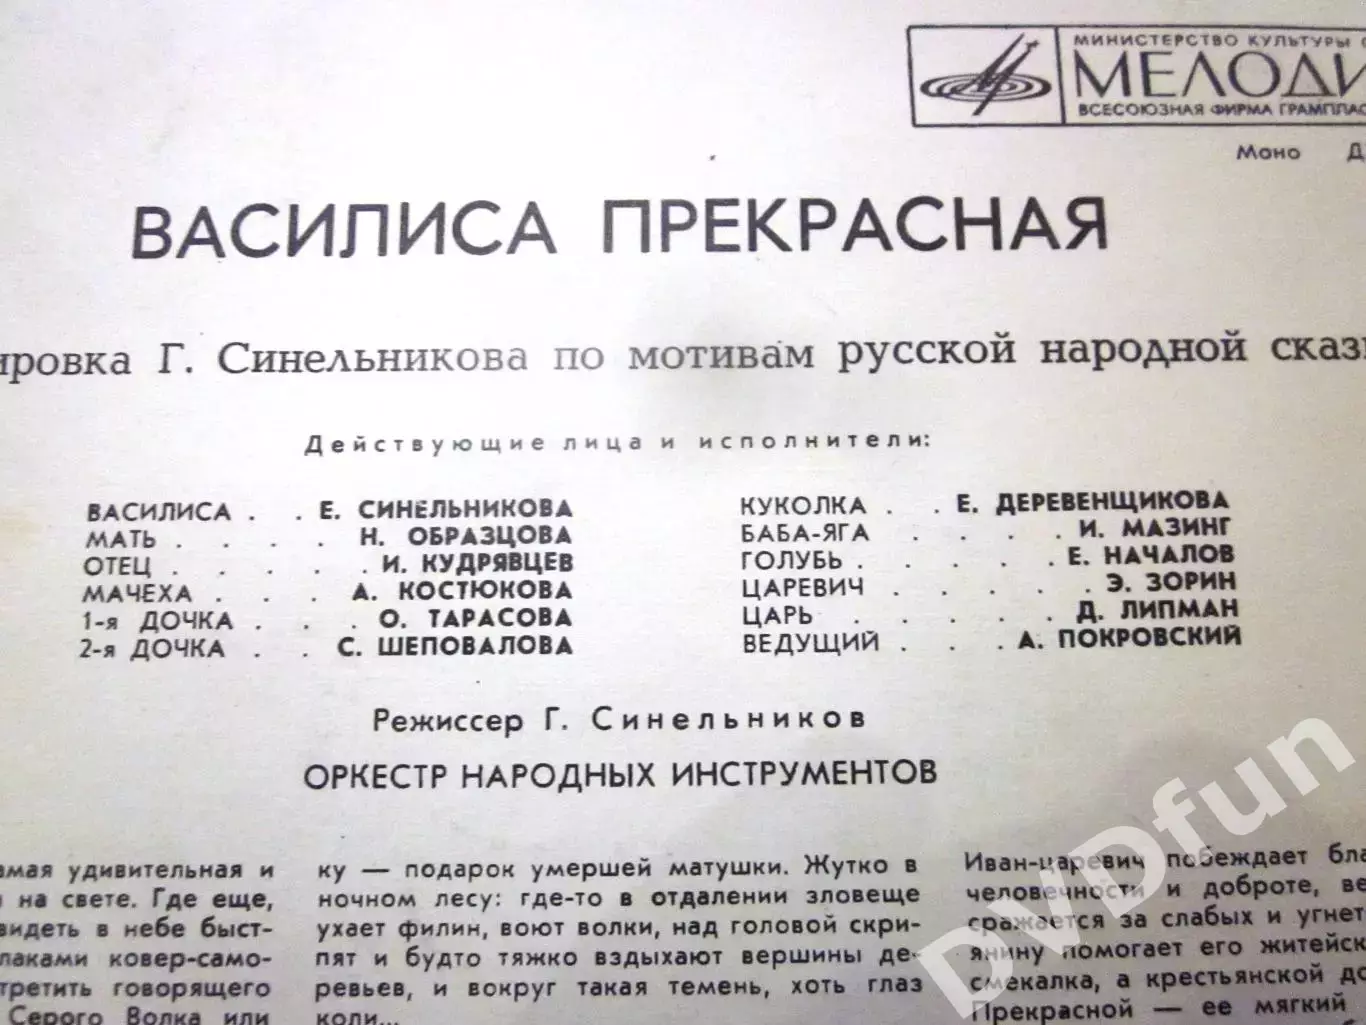 МИНИСТЕРСТВО КУЛЬТУРЫ
МЕЛОДИ
ВСЕСОЮЗНАЯ ФИРМА ГРАМПЛАС
Моно Д
ВАСИЛИСА ПРЕКРАСНАЯ
ировка Г. Синельникова по мотивам русской народной сказ
Действующие лица и исполнители:
ВАСИЛИСА . . Е. СИНЕЛЬНИКОВА
МАТЬ . . . . Н. ОБРАЗЦОВА
ОТЕЦ . . . . . И. КУДРЯВЦЕВ
МАЧЕХА . . . А. КОСТЮКОВА
1-я ДОЧКА . . . О. ТАРАСОВА
2-я ДОЧКА . . С. ШЕПОВАЛОВА
КУКОЛКА . . Е. ДЕРЕВЕНЩИКОВА
БАБА-ЯГА . . . . И. МАЗИНГ
ГОЛУБЬ . . . . . Е. НАЧАЛОВ
ЦАРЕВИЧ . . . . . Э. ЗОРИН
ЦАРЬ . . . . . Д. ЛИПМАН
ВЕДУЩИЙ . . . А. ПОКРОВСКИЙ
Режиссер Г. Синельников
ОРКЕСТР НАРОДНЫХ ИНСТРУМЕНТОВ
амая удивительная и
на свете. Где еще,
видеть в небе быст-
лаками ковер-само-
третить говорящего
Серого Волка или
ку — подарок умершей матушки. Жутко в
ночном лесу: где-то в отдалении зловеще
ухает филин, воют волки, над головой скри-
пят и будто тяжко вздыхают вершины де-
ревьев, и вокруг такая темень, хоть глаз
коли...
Иван-царевич побеждает бла
человечности и доброте, ве
сражается за слабых и угнет
янину помогает его житейск
смекалка, а крестьянской до
Прекрасной — ее мягкий
DVDfun